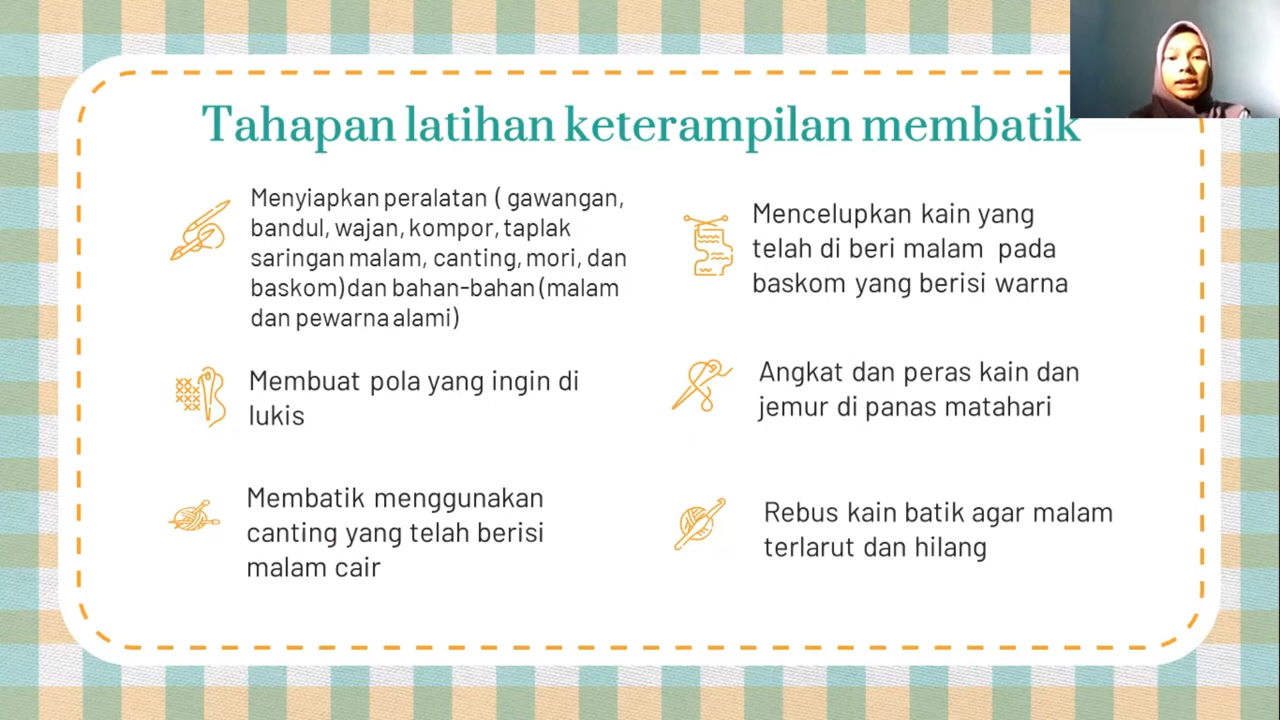 Tahapan latihan keterampilan membatik
Menyiapkan peralatan ( gawangan,
bandul, wajan, kompor, taplak
saringan malam, canting, mori, dan
baskom) dan bahan-bahan (malam
dan pewarna alami)
Membuat pola yang ingin di
lukis
Membatik menggunakan
canting yang telah berisi
malam cair
Mencelupkan kain yang
telah di beri malam pada
baskom yang berisi warna
Angkat dan peras kain dan
jemur di panas matahari
Rebus kain batik agar malam
terlarut dan hilang